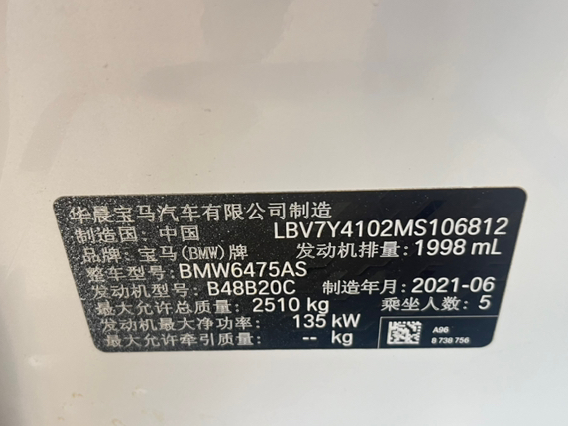 华晨宝马汽车有限公司制造
制造国：中国 LBV7Y4102MS106812
品牌：宝马(BMW)牌 发动机排量：1998 mL
整车型号：BMW6475AS
发动机型号：B48B20C 制造年月：2021-06
最大允许总质量：2510 kg 乘坐人数：5
发动机最大净功率：135 kW
最大允许牵引质量：-- kg
A96
8 738 756